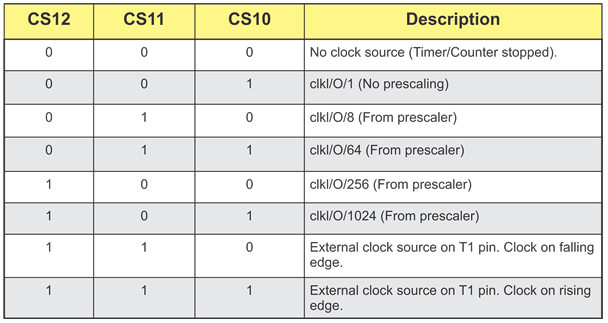 CS12 CS11 CS10 Description
0 0 0 No clock source (Timer/Counter stopped).
0 0 1 clkI/O/1 (No prescaling)
0 1 0 clkI/O/8 (From prescaler)
0 1 1 clkI/O/64 (From prescaler)
1 0 0 clkI/O/256 (From prescaler)
1 0 1 clkI/O/1024 (From prescaler)
1 1 0 External clock source on T1 pin. Clock on falling
edge.
1 1 1 External clock source on T1 pin. Clock on rising
edge.